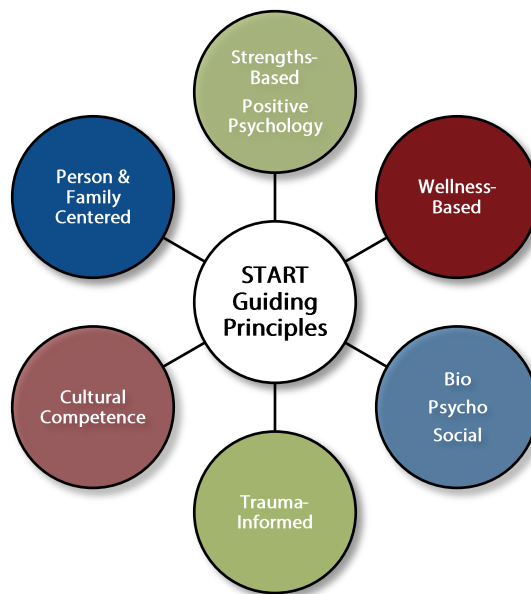 Strengths-
Based
Positive
Psychology
Person &
Family
Centered
Wellness-
Based
START
Guiding
Principles
Cultural
Competence
Bio
Psycho
Social
Trauma-
Informed